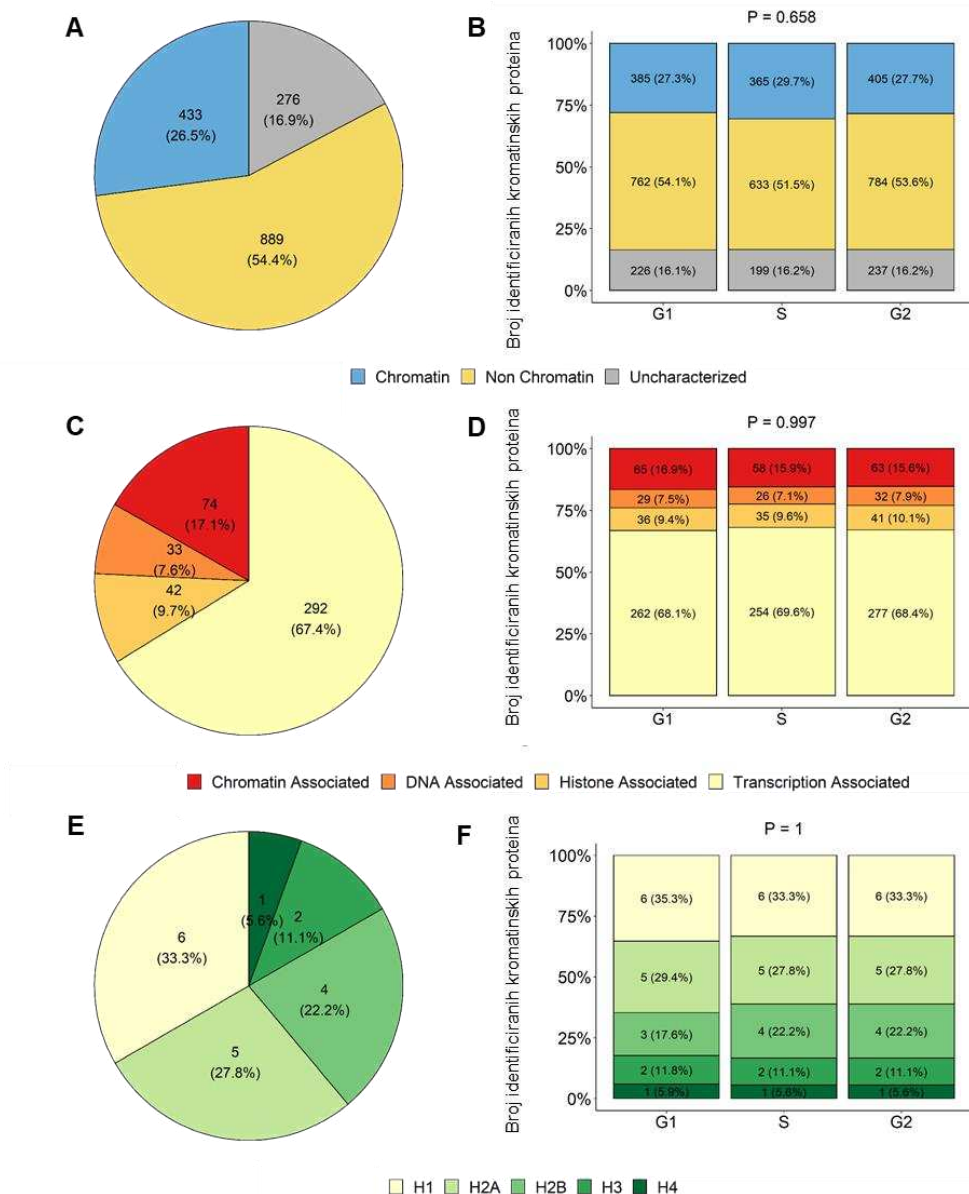 A
433
(26.5%)
276
(16.9%)
889
(54.4%)
B
P = 0.658
Broj identificiranih kromatinskih proteina
100%
75%
50%
25%
0%
385 (27.3%)
365 (29.7%)
405 (27.7%)
762 (54.1%)
633 (51.5%)
784 (53.6%)
226 (16.1%)
199 (16.2%)
237 (16.2%)
G1
S
G2
Chromatin
Non Chromatin
Uncharacterized
C
74
(17.1%)
33
(7.6%)
42
(9.7%)
292
(67.4%)
D
P = 0.997
Broj identificiranih kromatinskih proteina
100%
75%
50%
25%
0%
65 (16.9%)
58 (15.9%)
63 (15.6%)
29 (7.5%)
26 (7.1%)
32 (7.9%)
36 (9.4%)
35 (9.6%)
41 (10.1%)
262 (68.1%)
254 (69.6%)
277 (68.4%)
G1
S
G2
Chromatin Associated
DNA Associated
Histone Associated
Transcription Associated
E
1
(5.6%)
2
(11.1%)
6
(33.3%)
4
(22.2%)
5
(27.8%)
F
P = 1
Broj identificiranih kromatinskih proteina
100%
75%
50%
25%
0%
6 (35.3%)
6 (33.3%)
6 (33.3%)
5 (29.4%)
5 (27.8%)
5 (27.8%)
3 (17.6%)
4 (22.2%)
4 (22.2%)
2 (11.8%)
2 (11.1%)
2 (11.1%)
1 (5.9%)
1 (5.6%)
1 (5.6%)
G1
S
G2
H1
H2A
H2B
H3
H4